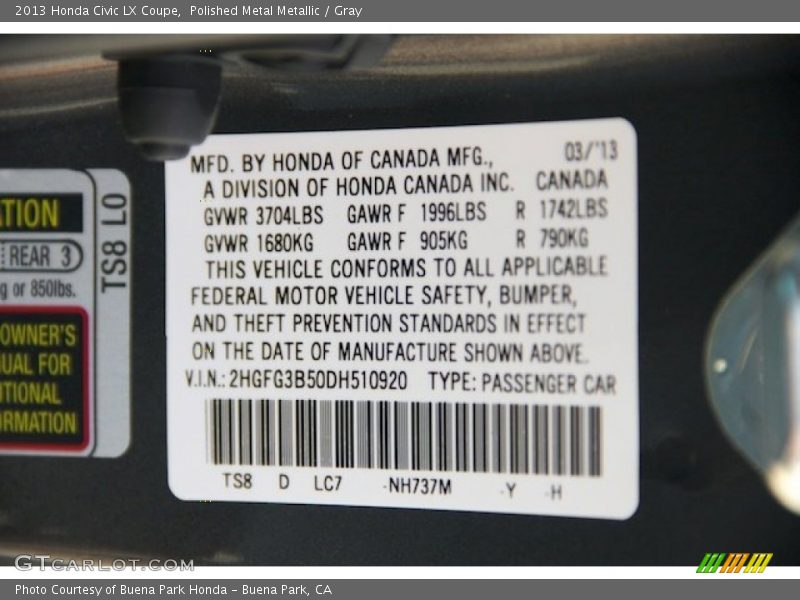 2013 Honda Civic LX Coupe, Polished Metal Metallic / Gray
MFD. BY HONDA OF CANADA MFG., 03/'13
A DIVISION OF HONDA CANADA INC. CANADA
GVWR 3704LBS GAWR F 1996LBS R 1742LBS
GVWR 1680KG GAWR F 905KG R 790KG
THIS VEHICLE CONFORMS TO ALL APPLICABLE
FEDERAL MOTOR VEHICLE SAFETY, BUMPER,
AND THEFT PREVENTION STANDARDS IN EFFECT
ON THE DATE OF MANUFACTURE SHOWN ABOVE.
V.I.N.: 2HGFG3B50DH510920 TYPE: PASSENGER CAR
TS8 D LC7 -NH737M -Y -H
TION
REAR 3
or 850lbs.
OWNER'S
UAL FOR
ITIONAL
ORMATION
TS8 L0
GTCARLOT.COM
Photo Courtesy of Buena Park Honda - Buena Park, CA